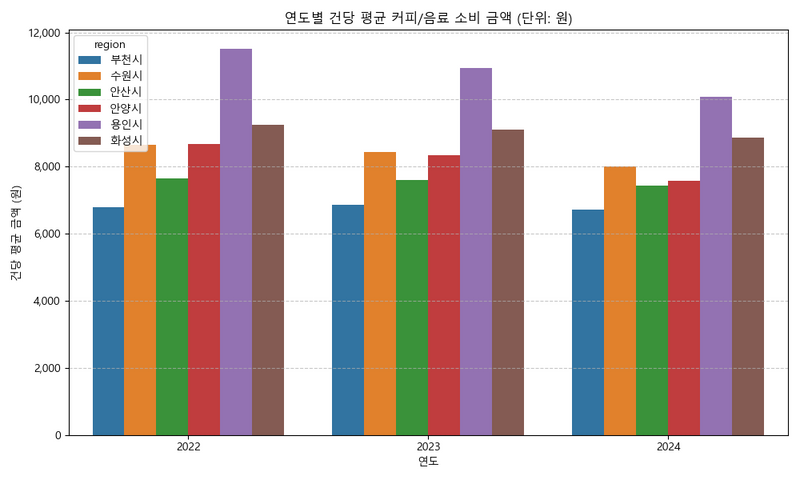 연도별 건당 평균 커피/음료 소비 금액 (단위: 원)
region
부천시
수원시
안산시
안양시
용인시
화성시
건당 평균 금액 (원)
12,000
10,000
8,000
6,000
4,000
2,000
0
2022
2023
2024
연도